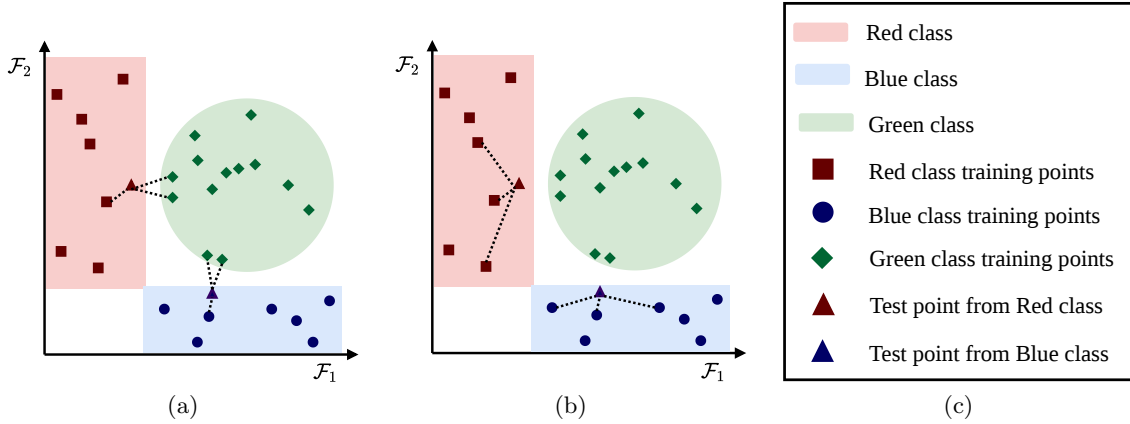 F₂
F₁
(a)
F₂
F₁
(b)
Red class
Blue class
Green class
Red class training points
Blue class training points
Green class training points
Test point from Red class
Test point from Blue class
(c)